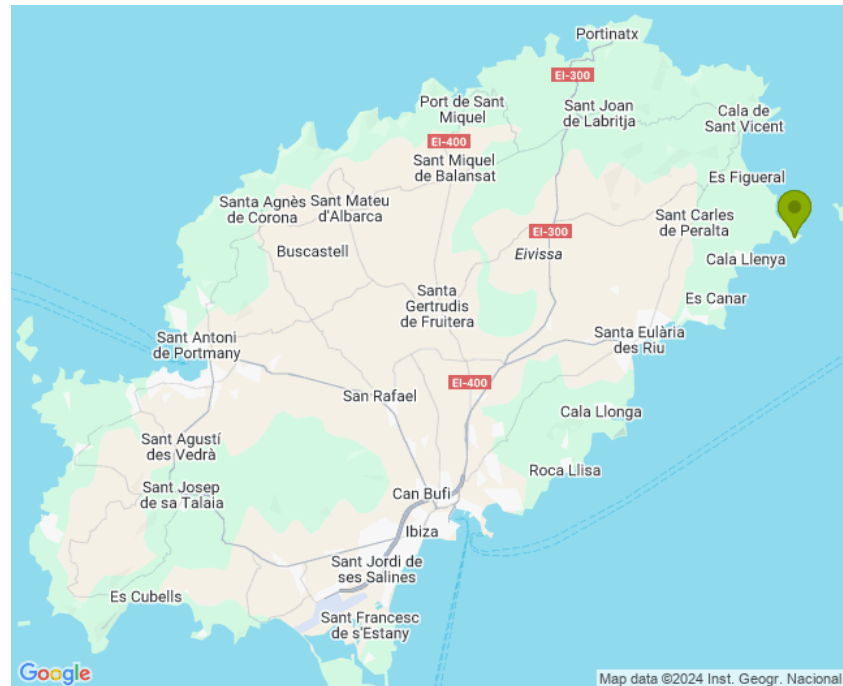 Portinatx
EI-300
Port de Sant
Miquel
Sant Joan
de Labritja
Cala de
Sant Vicent
EI-400
Sant Miquel
de Balansat
Es Figueral
Santa Agnès
de Corona
Sant Mateu
d'Albarca
Sant Carles
de Peralta
EI-300
Buscastell
Eivissa
Cala Llenya
Santa
Gertrudis
de Fruitera
Es Canar
Sant Antoni
de Portmany
Santa Eulària
des Riu
EI-400
San Rafael
Cala Llonga
Sant Agustí
des Vedrà
Roca Llisa
Sant Josep
de sa Talaia
Can Bufi
Ibiza
Sant Jordi de
ses Salines
Es Cubells
Sant Francesc
de s'Estany
Google
Map data ©2024 Inst. Geogr. Nacional